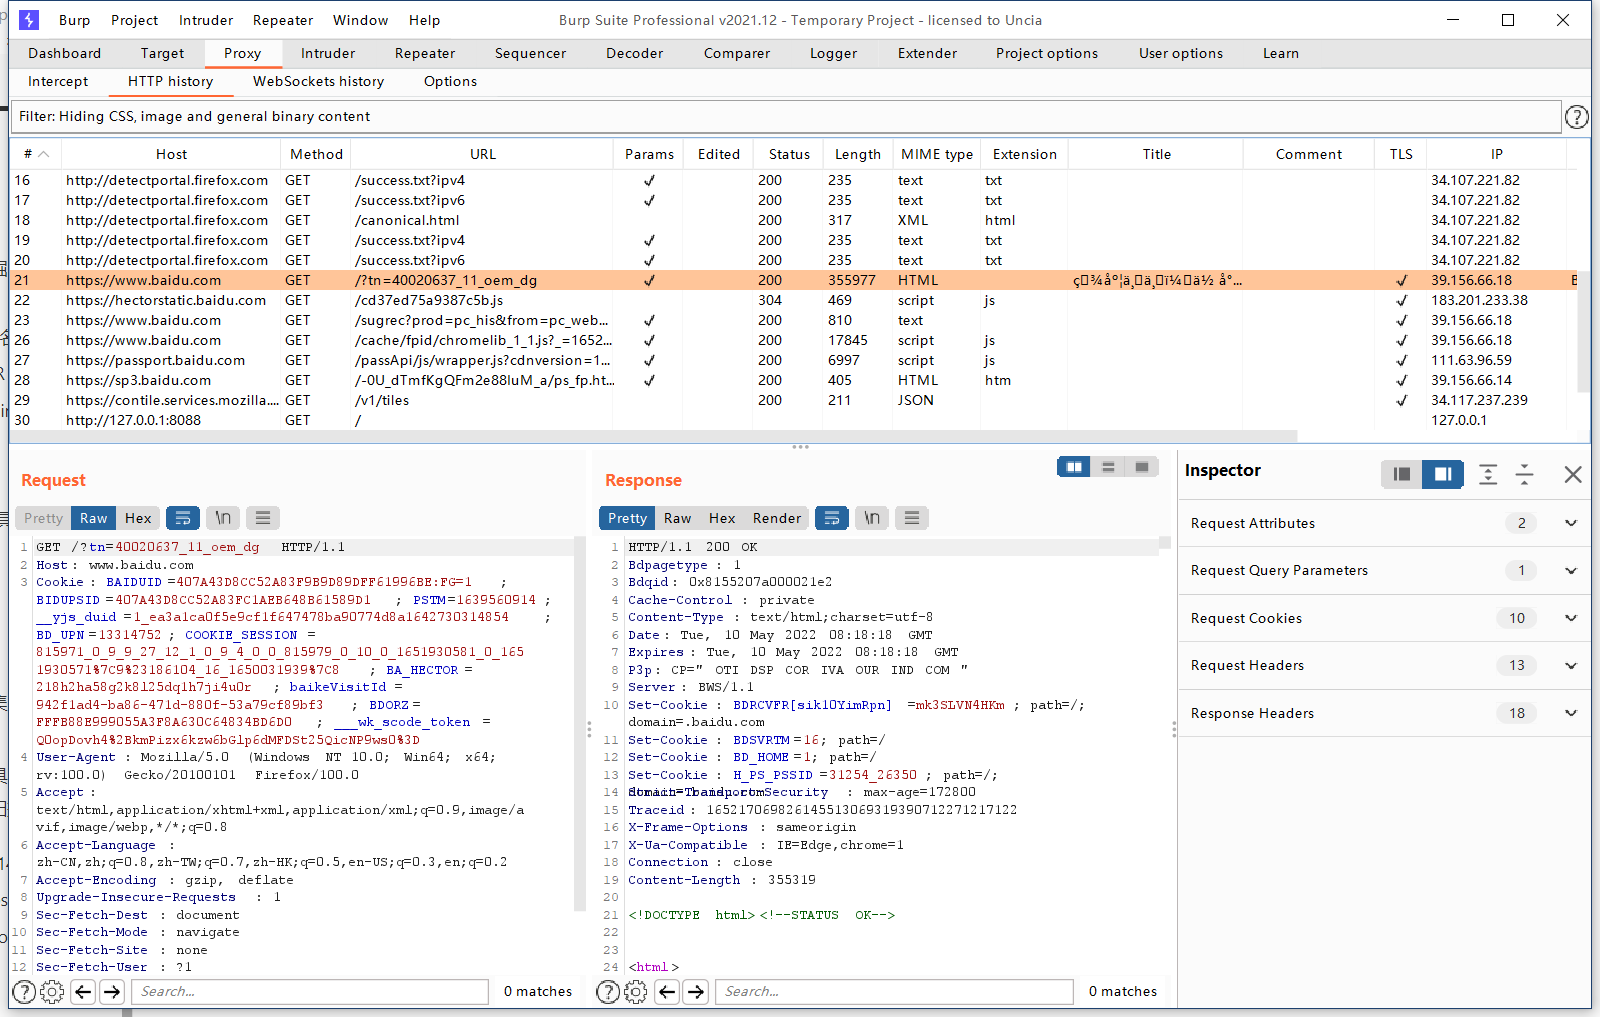 Burp Project Intruder Repeater Window Help Burp Suite Professional v2021.12 - Temporary Project - licensed to Uncia
Dashboard Target Proxy Intruder Repeater Sequencer Decoder Comparer Logger Extender Project options User options Learn
Intercept HTTP history WebSockets history Options
Filter: Hiding CSS, image and general binary content
# Host Method URL Params Edited Status Length MIME type Extension Title Comment TLS IP
16 http://detectportal.firefox.com GET /success.txt?ipv4 ✓ 200 235 text txt 34.107.221.82
17 http://detectportal.firefox.com GET /success.txt?ipv6 ✓ 200 235 text txt 34.107.221.82
18 http://detectportal.firefox.com GET /canonical.html 200 317 XML html 34.107.221.82
19 http://detectportal.firefox.com GET /success.txt?ipv4 ✓ 200 235 text txt 34.107.221.82
20 http://detectportal.firefox.com GET /success.txt?ipv6 ✓ 200 235 text txt 34.107.221.82
21 https://www.baidu.com GET /?tn=40020637_11_oem_dg ✓ 200 355977 HTML ✓ 39.156.66.18
22 https://hectorstatic.baidu.com GET /cd37ed75a9387c5b.js 304 469 script js ✓ 183.201.233.38
23 https://www.baidu.com GET /sugrec?prod=pc_his&from=pc_web... ✓ 200 810 text ✓ 39.156.66.18
26 https://www.baidu.com GET /cache/fpid/chromelib_1_1.js?_=1652... ✓ 200 17845 script js ✓ 39.156.66.18
27 https://passport.baidu.com GET /passApi/js/wrapper.js?cdnversion=1... ✓ 200 6997 script js ✓ 111.63.96.59
28 https://sp3.baidu.com GET /-0U_dTmfKgQFm2e88IuM_a/ps_fp.ht... ✓ 200 405 HTML htm ✓ 39.156.66.14
29 https://contile.services.mozilla.... GET /v1/tiles 200 211 JSON ✓ 34.117.237.239
30 http://127.0.0.1:8088 GET / 127.0.0.1
Request
Pretty Raw Hex \n
1 GET /?tn=40020637_11_oem_dg HTTP/1.1
2 Host: www.baidu.com
3 Cookie: BAIDUID=407A43D8CC52A83F9B9D89DFF61996BE:FG=1 ;
BIDUPSID=407A43D8CC52A83FC1AEB648B61589D1 ; PSTM=1639560914 ;
__yjs_duid=1_ea3a1ca0f5e9cf1f647478ba90774d8a1642730314854 ;
BD_UPN=13314752 ; COOKIE_SESSION=
815971_0_9_9_27_12_1_0_9_4_0_0_815979_0_10_0_1651930581_0_165
1930571%7C9%23186104_16_1650031939%7C8 ; BA_HECTOR=
218h2ha58g2k8l25dq1h7ji4u0r ; baikeVisitId=
942f1ad4-ba86-471d-880f-53a79cf89bf3 ; BDORZ=
FFFB88E999055A3F8A630C64834BD6D0 ; ___wk_scode_token=
QOopDovh4%2BkmPizx6kzw6bGlp6dMFDSt25QicNP9ws0%3D
4 User-Agent: Mozilla/5.0 (Windows NT 10.0; Win64; x64;
rv:100.0) Gecko/20100101 Firefox/100.0
5 Accept:
text/html,application/xhtml+xml,application/xml;q=0.9,image/a
vif,image/webp,*/*;q=0.8
6 Accept-Language:
zh-CN,zh;q=0.8,zh-TW;q=0.7,zh-HK;q=0.5,en-US;q=0.3,en;q=0.2
7 Accept-Encoding: gzip, deflate
8 Upgrade-Insecure-Requests: 1
9 Sec-Fetch-Dest: document
10 Sec-Fetch-Mode: navigate
11 Sec-Fetch-Site: none
12 Sec-Fetch-User: ?1
Search... 0 matches
Response
Pretty Raw Hex Render \n
1 HTTP/1.1 200 OK
2 Bdpagetype: 1
3 Bdqid: 0x8155207a000021e2
4 Cache-Control: private
5 Content-Type: text/html;charset=utf-8
6 Date: Tue, 10 May 2022 08:18:18 GMT
7 Expires: Tue, 10 May 2022 08:18:18 GMT
8 P3p: CP=" OTI DSP COR IVA OUR IND COM "
9 Server: BWS/1.1
10 Set-Cookie: BDRCVFR[sikl0YimRpn] =mk3SLVN4HKm ; path=/;
domain=.baidu.com
11 Set-Cookie: BDSVRTM=16; path=/
12 Set-Cookie: BD_HOME=1; path=/
13 Set-Cookie: H_PS_PSSID=31254_26350 ; path=/;
domain=.baidu.com
14 Strict-Transport-Security: max-age=172800
15 Traceid: 1652170698261455130693193907122712171​22
16 X-Frame-Options: sameorigin
17 X-Ua-Compatible: IE=Edge,chrome=1
18 Connection: close
19 Content-Length: 355319
20
21 <!DOCTYPE html><!--STATUS OK-->
22
23
24 <html>
Search... 0 matches
Inspector
Request Attributes 2
Request Query Parameters 1
Request Cookies 10
Request Headers 13
Response Headers 18